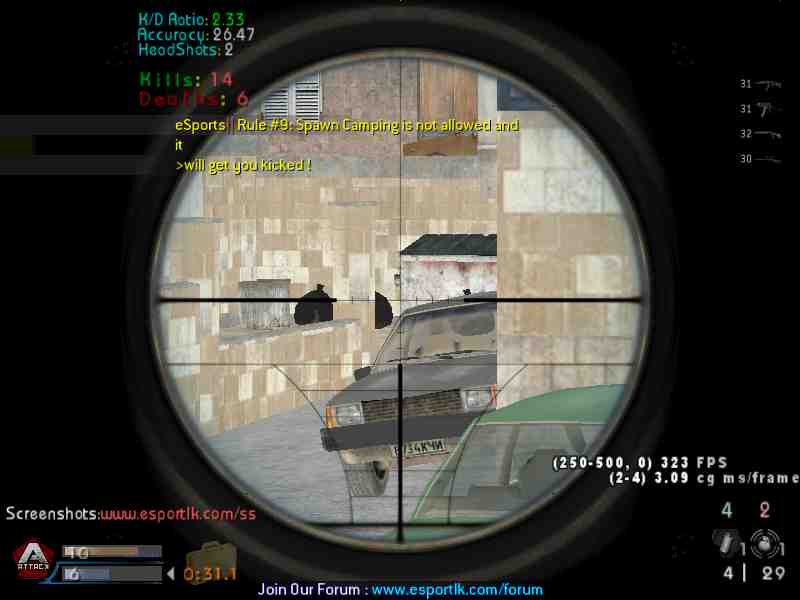 K/D Ratio: 2.33
Accuracy: 26.47
HeadShots: 2
Kills: 14
Deaths: 6
31
31
32
30
eSports| Rule #9: Spawn Camping is not allowed and
it
>will get you kicked !
(250-500, 0) 323 FPS
(2-4) 3.09 cg ms/frame
4 2
Screenshots:www.esportlk.com/ss
1 1
ATTACK
10
6
0:31.1
4| 29
Join Our Forum : www.esportlk.com/forum